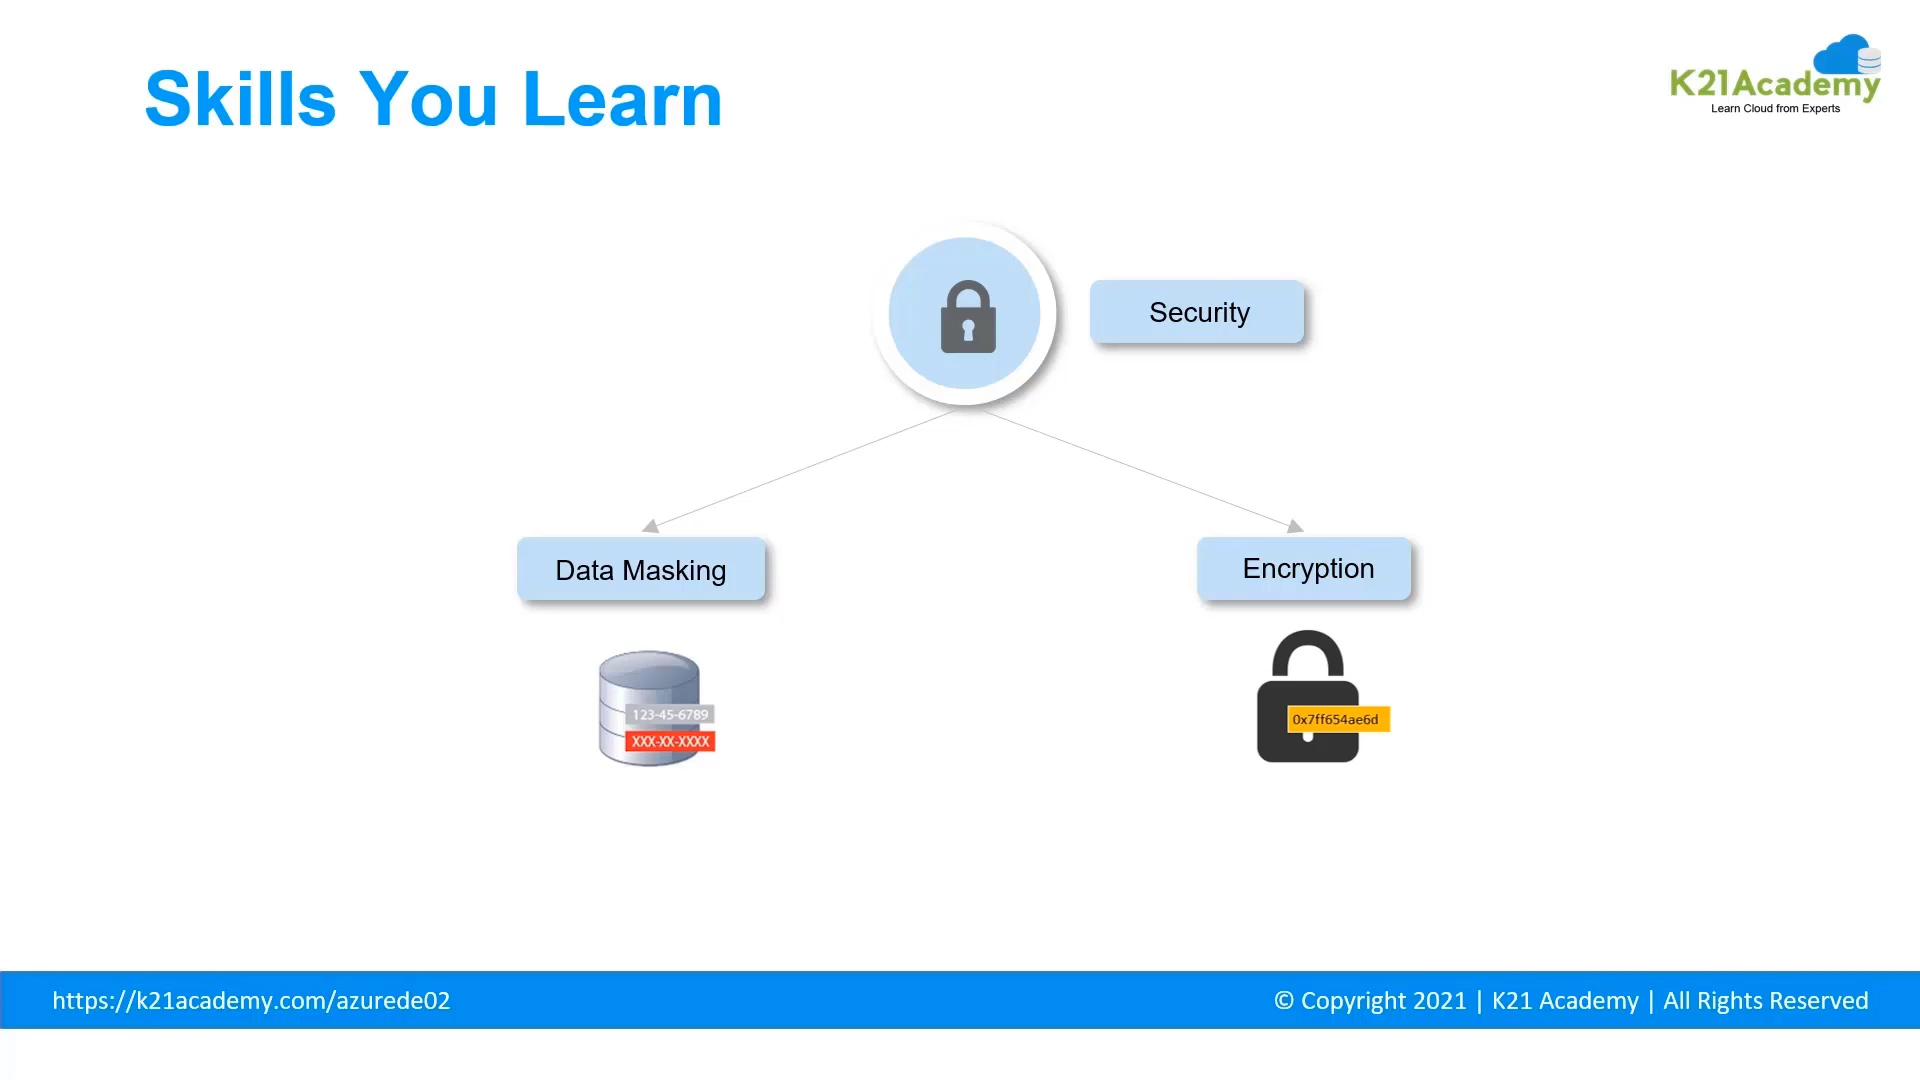 Skills You Learn
K21Academy
Learn Cloud from Experts
Security
Data Masking
Encryption
123-45-6789
XXX-XX-XXXX
0x7ff654ae6d
https://k21academy.com/azurede02
© Copyright 2021 | K21 Academy | All Rights Reserved